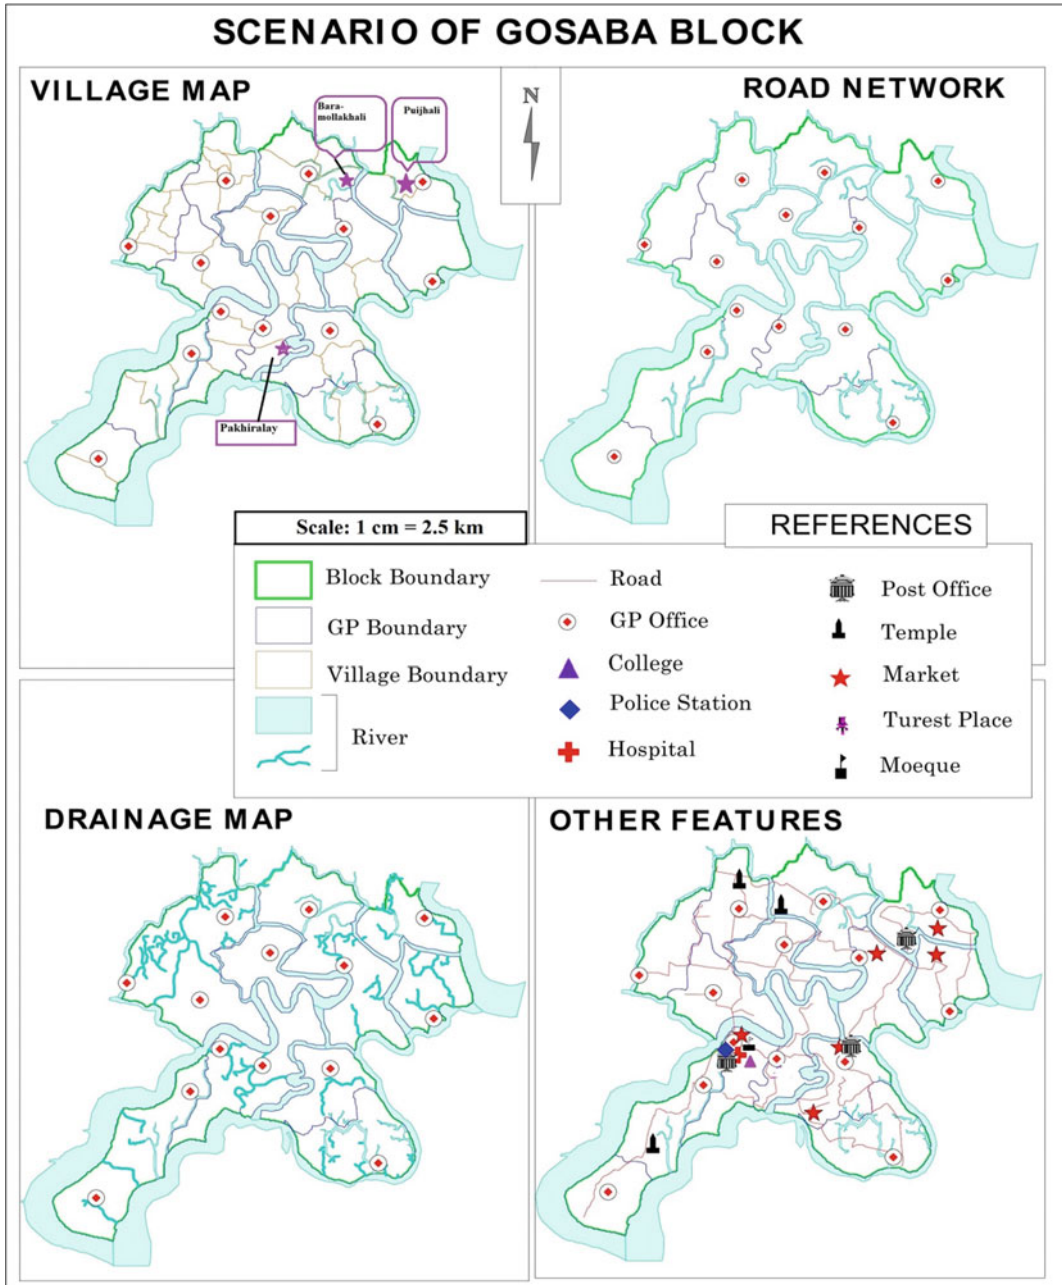 SCENARIO OF GOSABA BLOCK
VILLAGE MAP
Bara-
mollakhali
Puijhali
N
ROAD NETWORK
Pakhiralay
Scale: 1 cm = 2.5 km
REFERENCES
Block Boundary
GP Boundary
Village Boundary
River
Road
GP Office
College
Police Station
Hospital
Post Office
Temple
Market
Turest Place
Moeque
DRAINAGE MAP
OTHER FEATURES